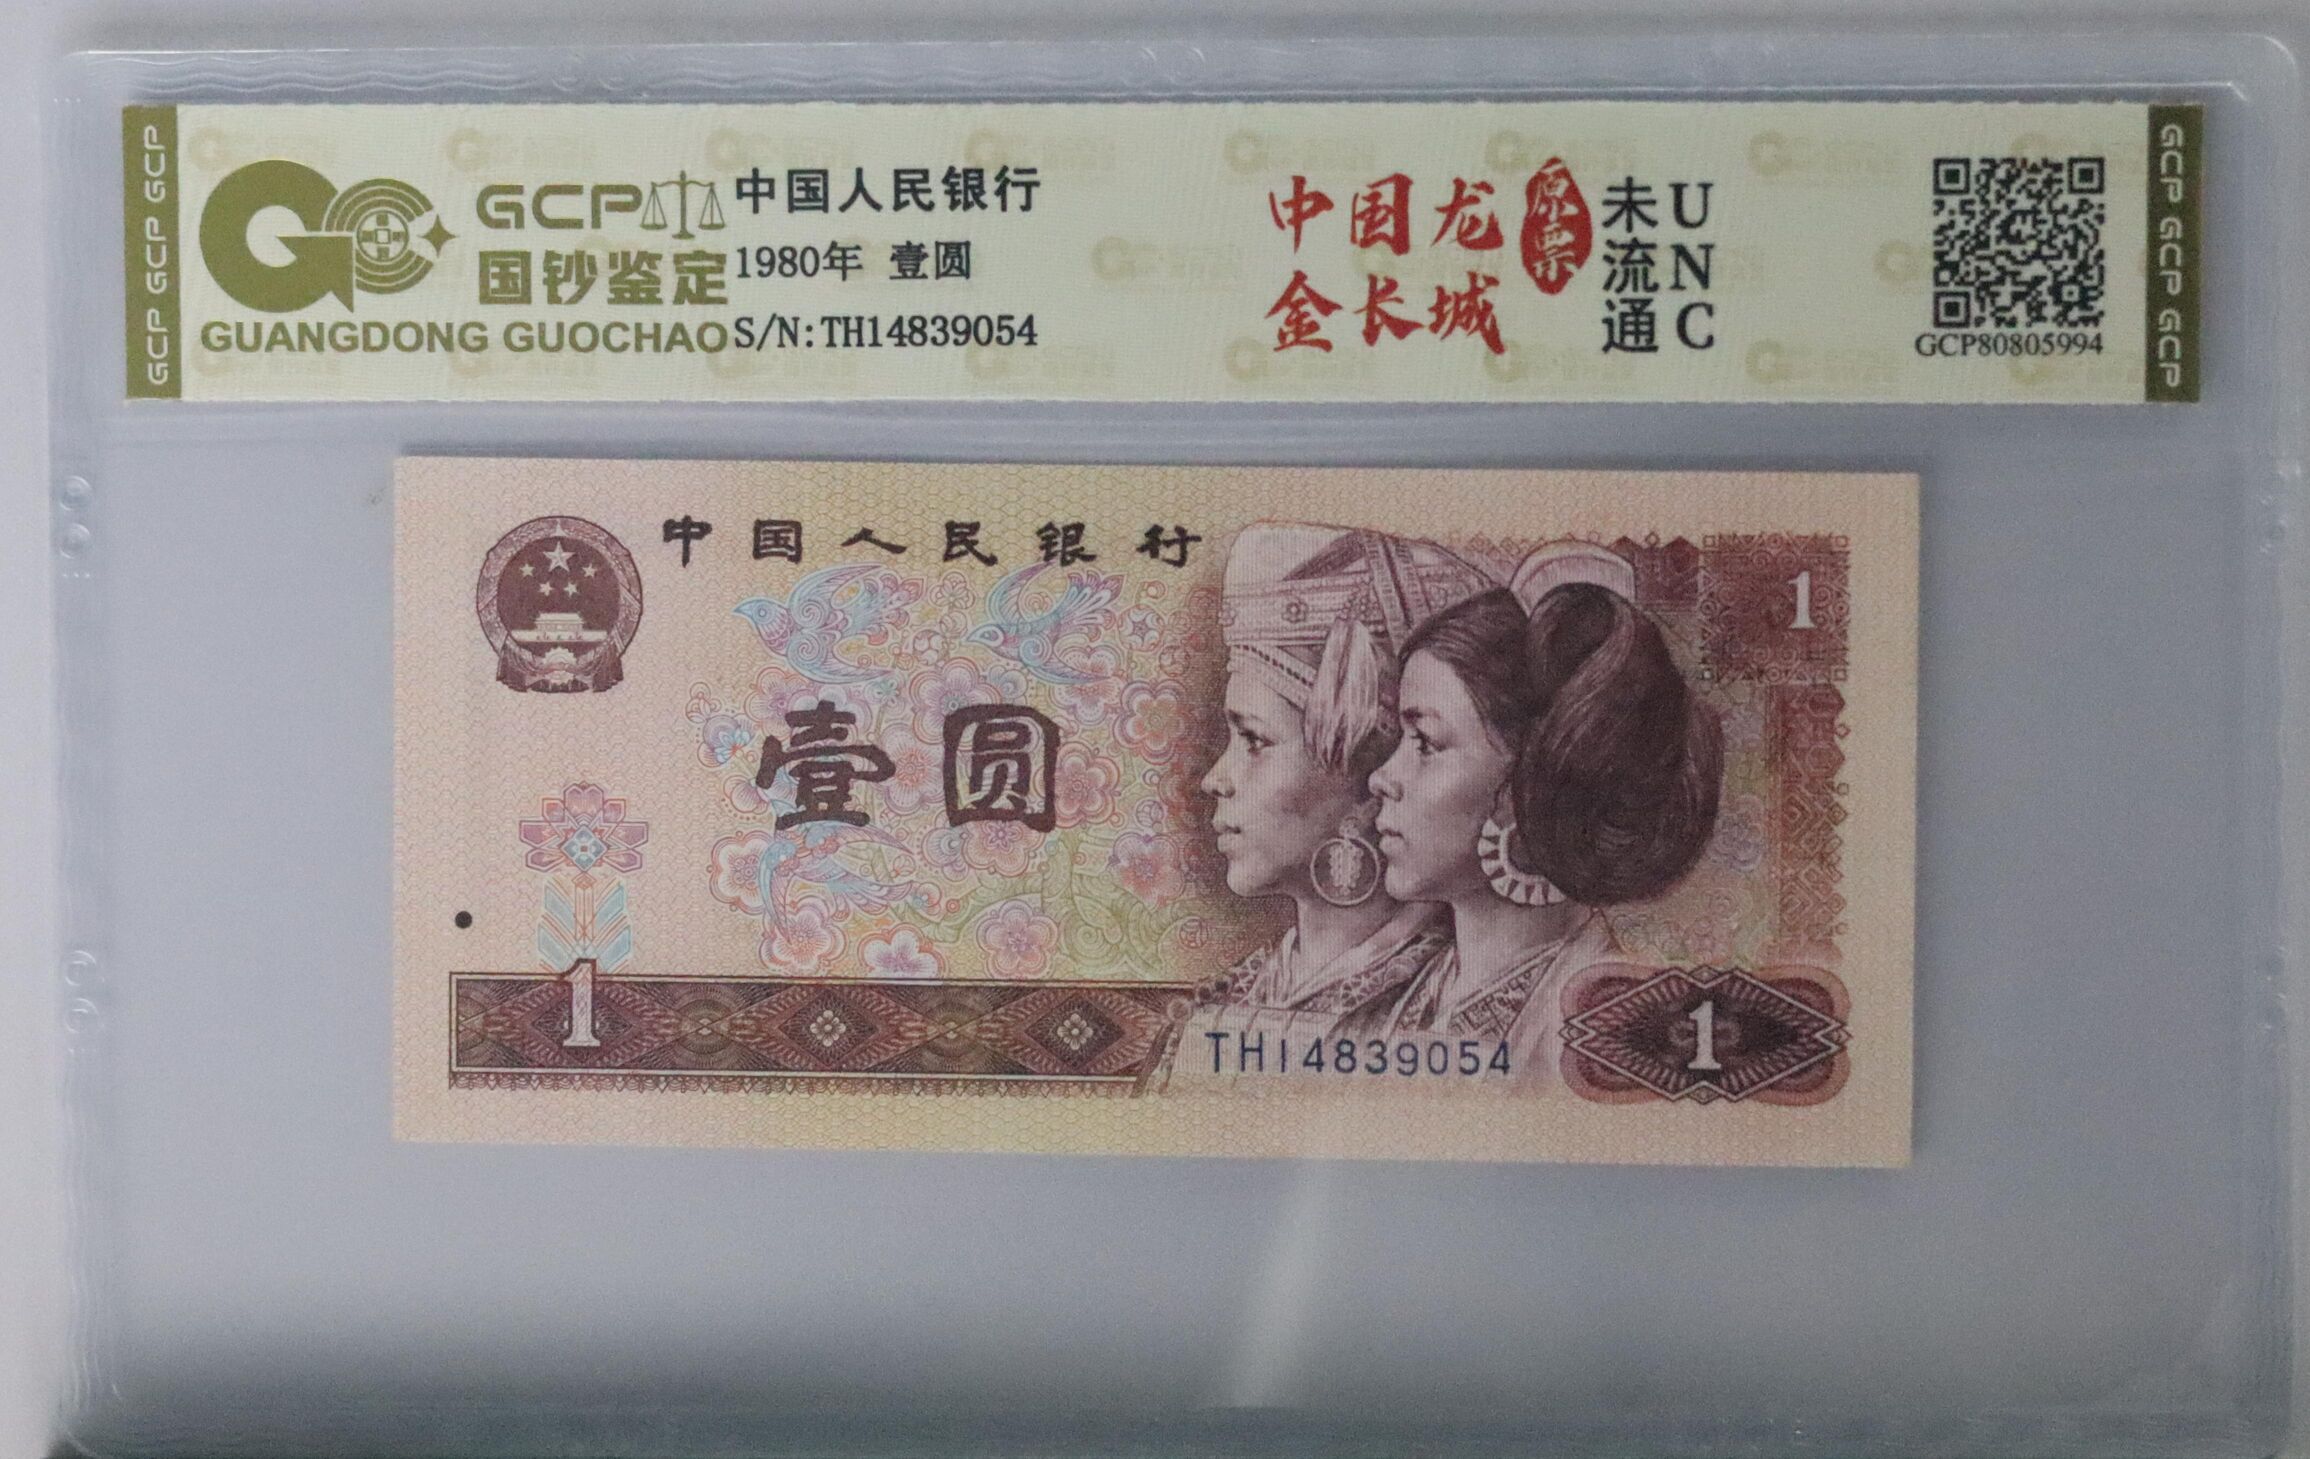 GCP GCP GCP
GCP
国钞鉴定
GUANGDONG GUOCHAO
中国人民银行
1980年 壹圆
S/N:TH14839054
中国龙
金长城
原票
未流通
UNC
GCP80805994
GCP GCP GCP
中国人民银行
1
壹圆
1
TH14839054
1